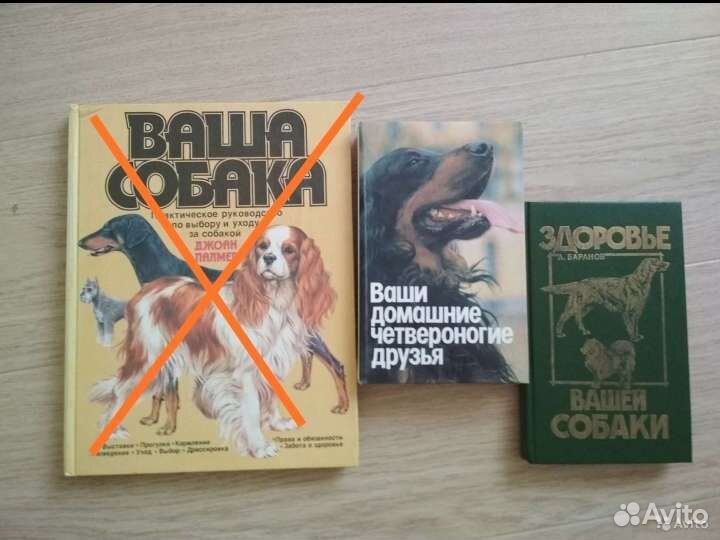 ВАША
СОБАКА
Практическое руководство
по выбору и уходу
за собакой
ДЖОАН
ПАЛМЕР
Выставки • Прогулки • Кормление
Уход • Выбор • Дрессировка
• Права и обязанности
• Забота о здоровье
Ваши
домашние
четвероногие
друзья
ЗДОРОВЬЕ
А. БАРАНОВ
ВАШЕЙ
СОБАКИ
Avito
Avito